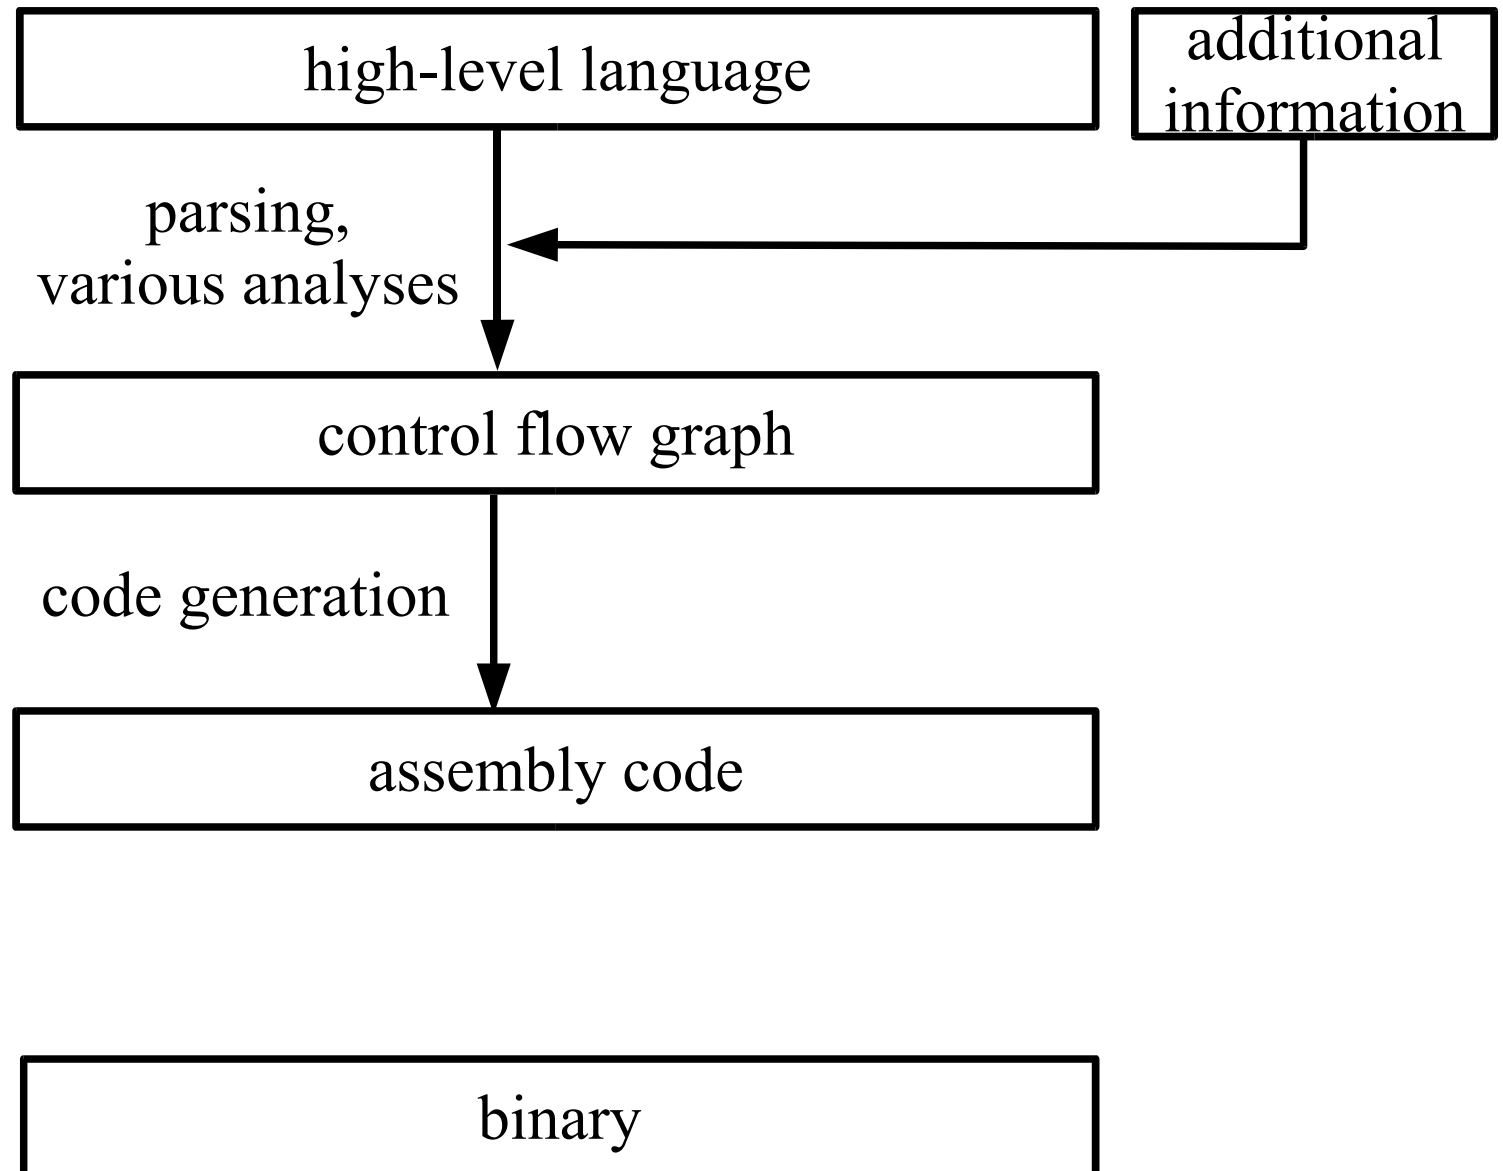 high-level language
additional
information
parsing,
various analyses
control flow graph
code generation
assembly code
binary